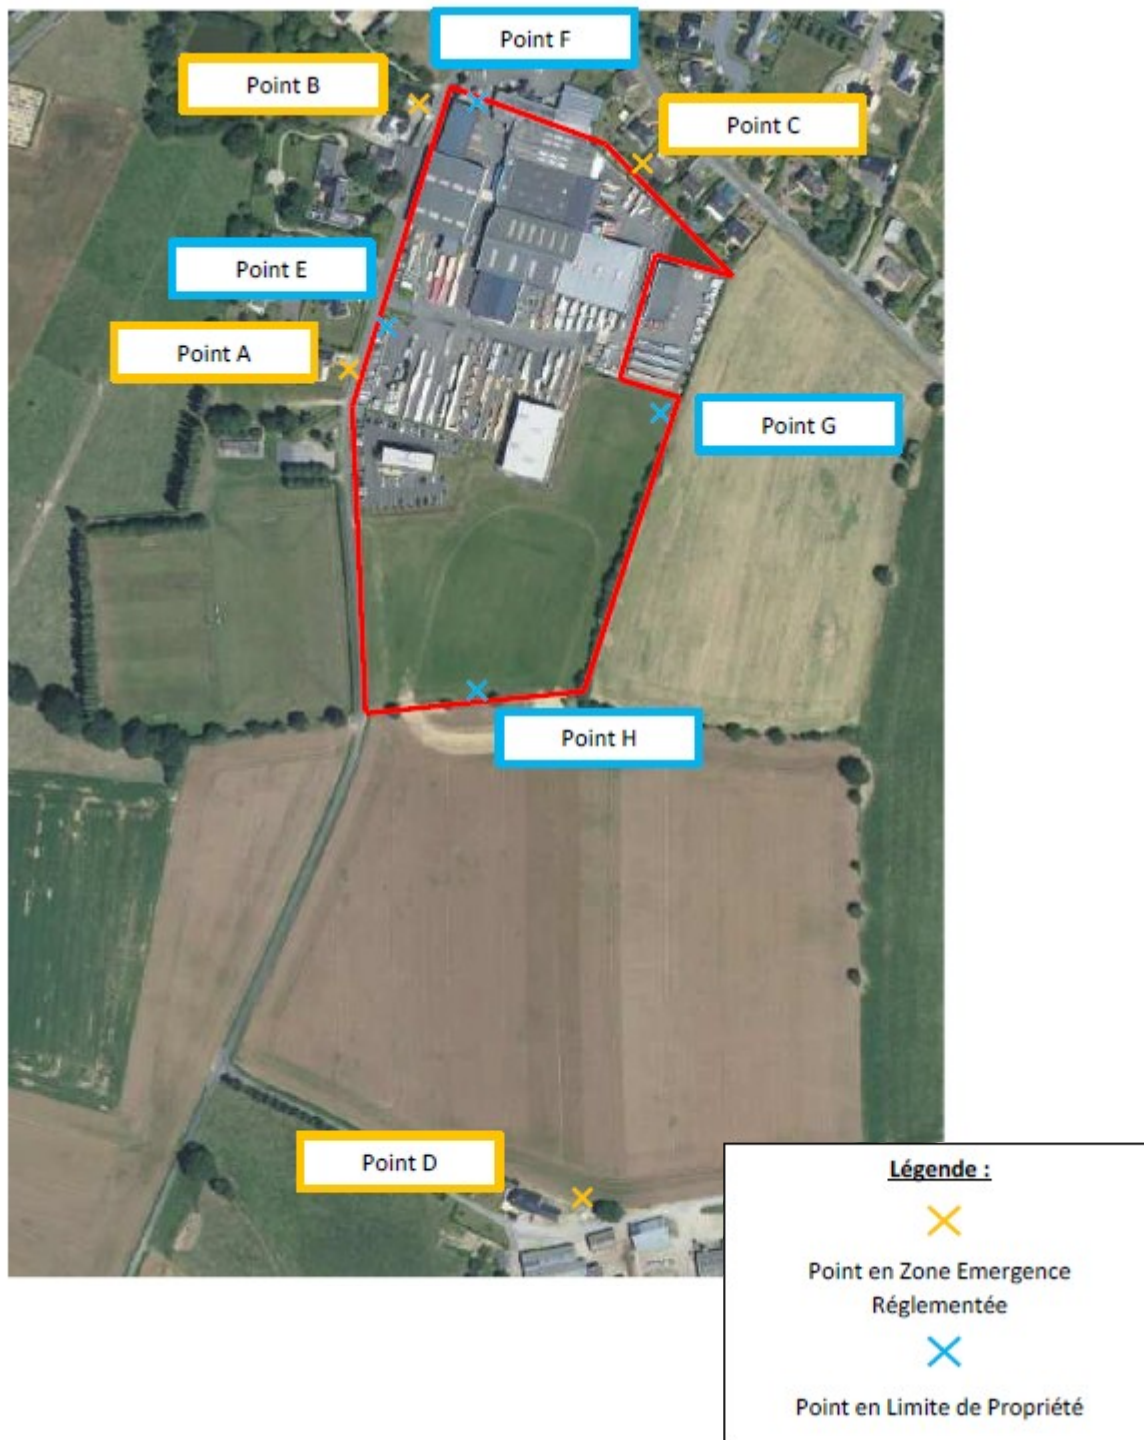 Point F
Point B
Point C
Point E
Point A
Point G
Point H
Point D
Légende :
Point en Zone Emergence
Réglementée
Point en Limite de Propriété